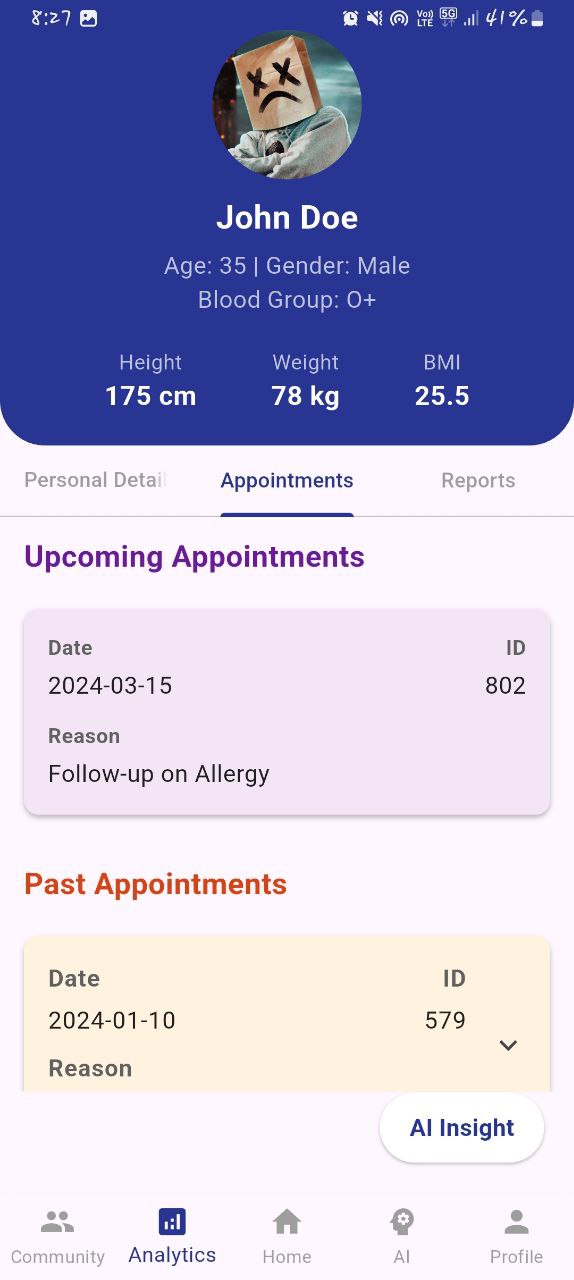 8:27 Vo) LTE 5G 41%
John Doe
Age: 35 | Gender: Male
Blood Group: O+
Height Weight BMI
175 cm 78 kg 25.5
Personal Detail Appointments Reports
Upcoming Appointments
Date ID
2024-03-15 802
Reason
Follow-up on Allergy
Past Appointments
Date ID
2024-01-10 579
Reason
AI Insight
Community Analytics Home AI Profile